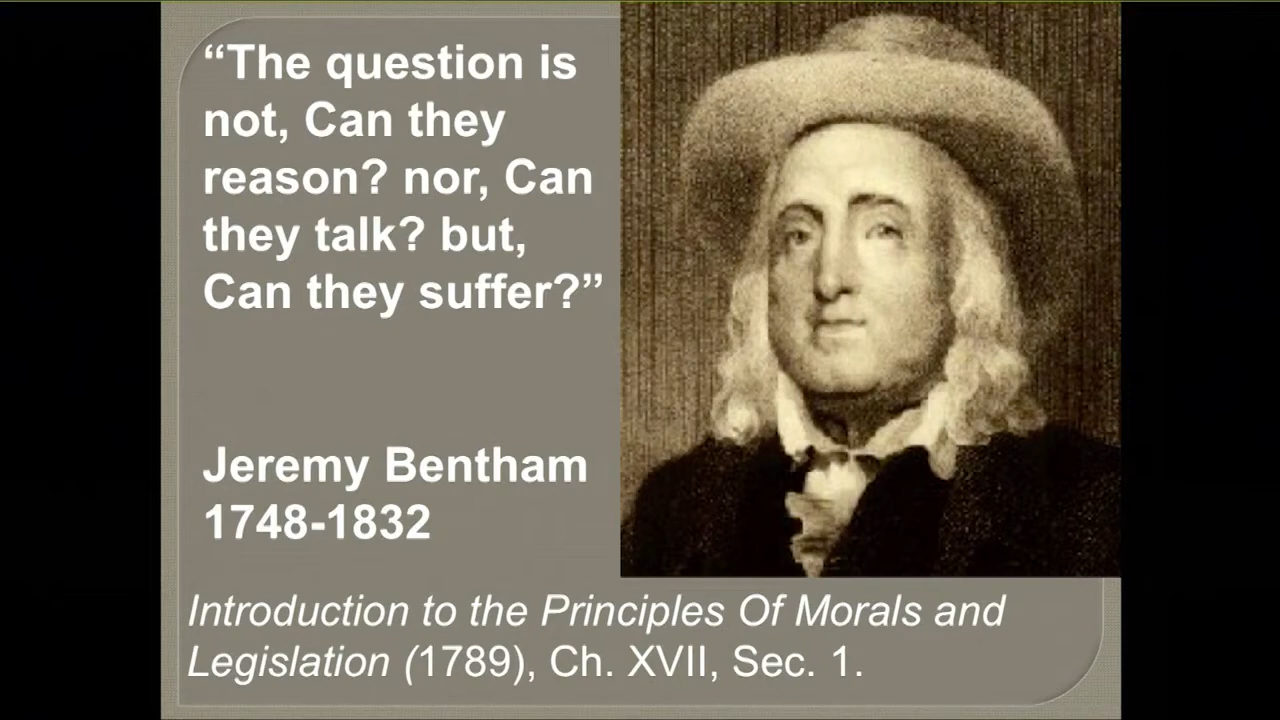 “The question is
not, Can they
reason? nor, Can
they talk? but,
Can they suffer?”
Jeremy Bentham
1748-1832
Introduction to the Principles Of Morals and
Legislation (1789), Ch. XVII, Sec. 1.